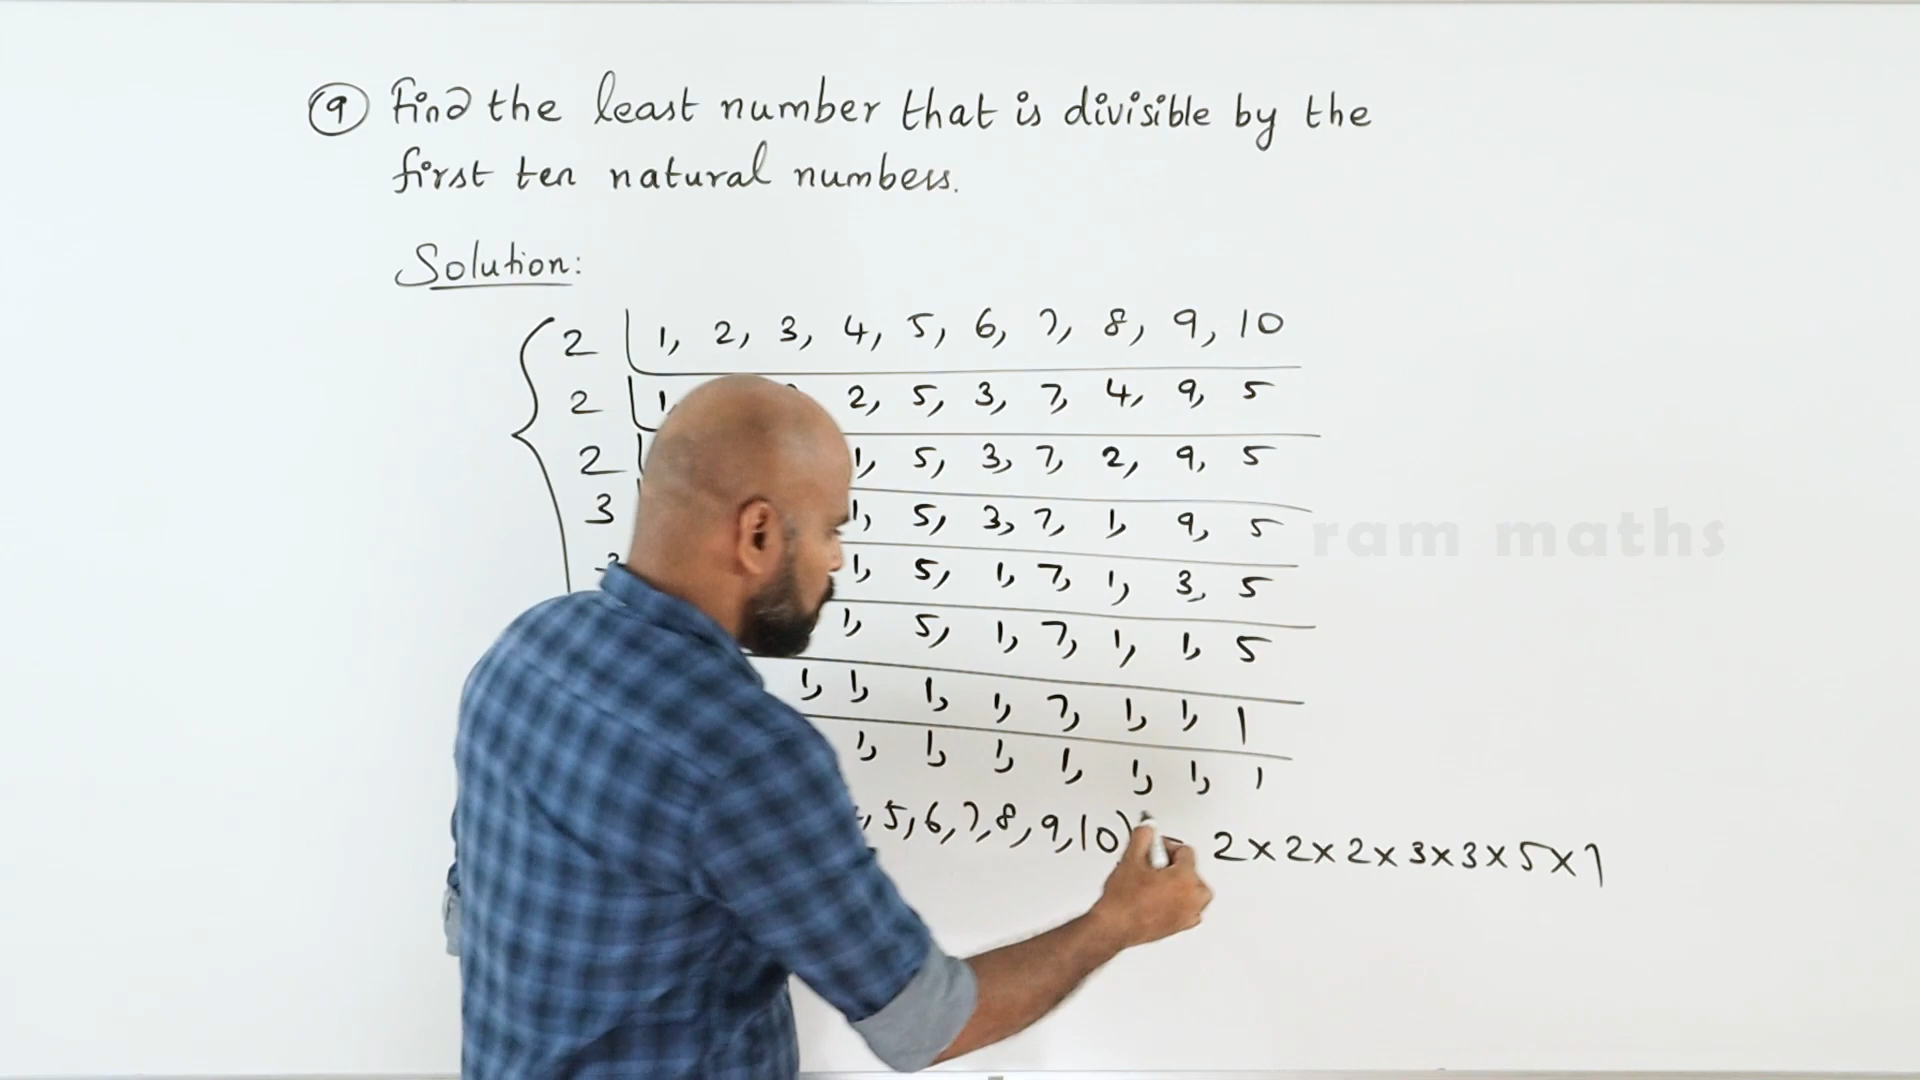 9 Find the least number that is divisible by the
first ten natural numbers.
Solution:
2 1, 2, 3, 4, 5, 6, 7, 8, 9, 10
2 1, 2, 5, 3, 7, 4, 9, 5
2 1, 5, 3, 7, 2, 9, 5
3 1, 5, 3, 7, 1, 9, 5
3 1, 5, 1, 7, 1, 3, 5
1, 5, 1, 7, 1, 1, 5
1, 1, 1, 1, 7, 1, 1, 1
1, 1, 1, 1, 1, 1, 1
, 5, 6, 7, 8, 9, 10) = 2 x 2 x 2 x 3 x 3 x 5 x 7
ram maths